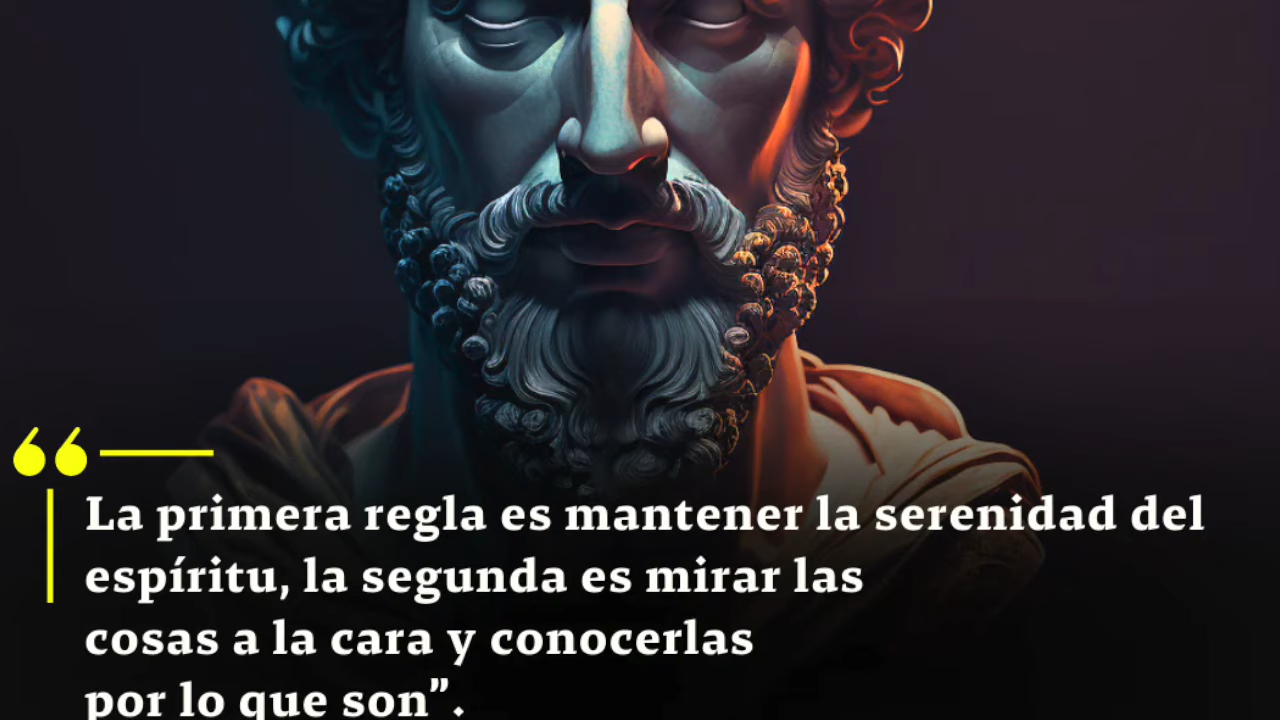 “La primera regla es mantener la serenidad del
espíritu, la segunda es mirar las
cosas a la cara y conocerlas
por lo que son”.